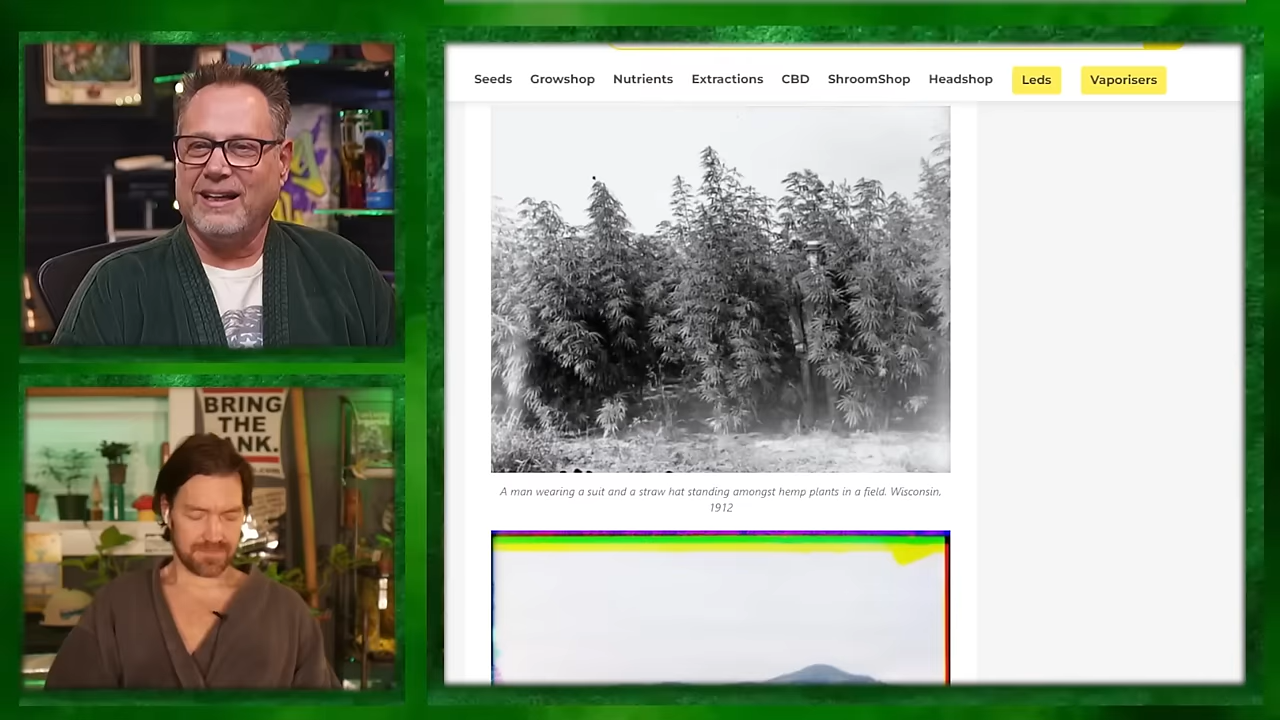 Seeds Growshop Nutrients Extractions CBD ShroomShop Headshop Leds Vaporisers
A man wearing a suit and a straw hat standing amongst hemp plants in a field. Wisconsin,
1912
BRING
THE